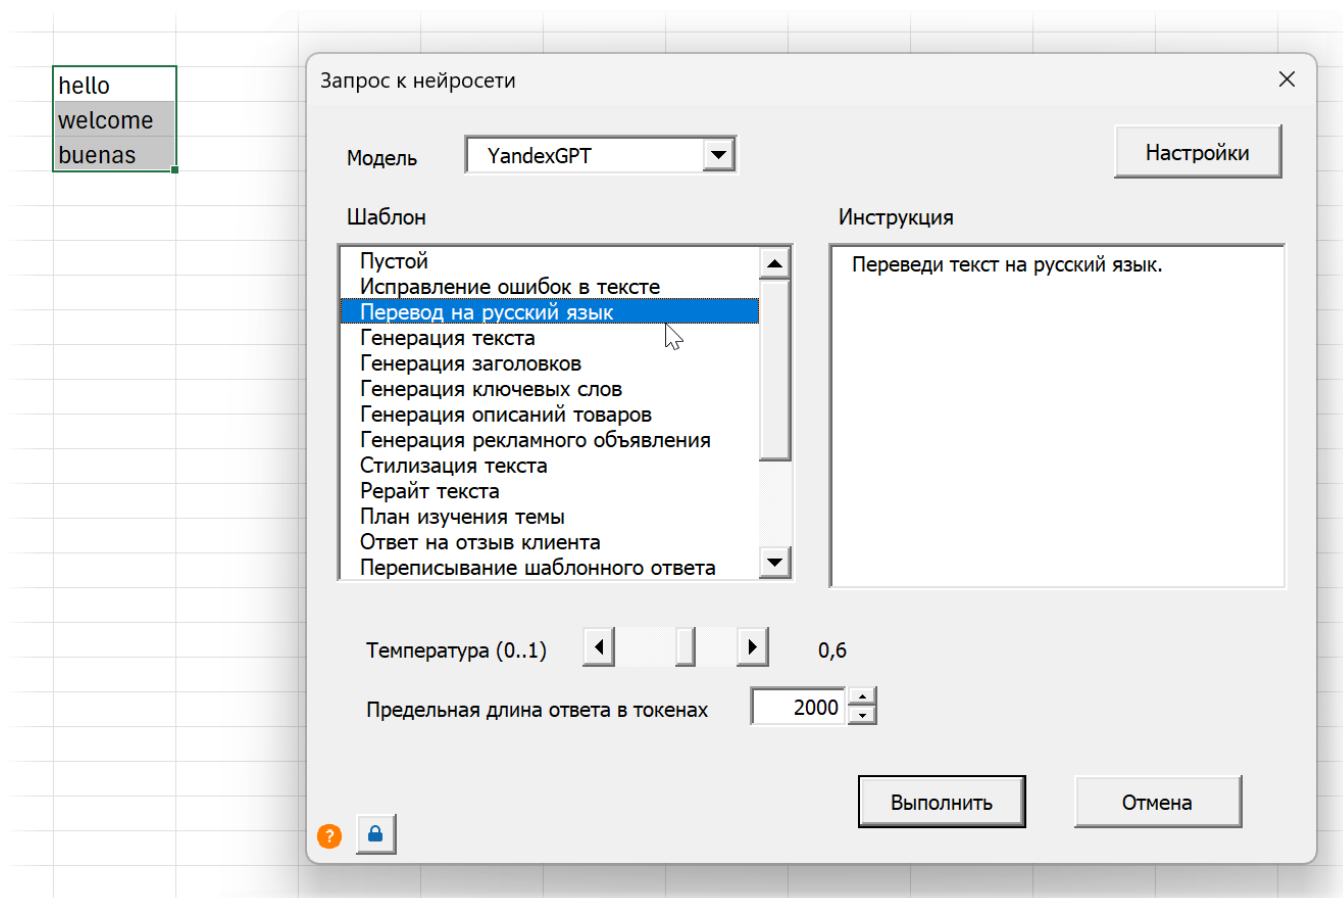 hello
welcome
buenas
Запрос к нейросети
Модель
YandexGPT
Настройки
Шаблон
Пустой
Исправление ошибок в тексте
Перевод на русский язык
Генерация текста
Генерация заголовков
Генерация ключевых слов
Генерация описаний товаров
Генерация рекламного объявления
Стилизация текста
Рерайт текста
План изучения темы
Ответ на отзыв клиента
Переписывание шаблонного ответа
Инструкция
Переведи текст на русский язык.
Температура (0..1)
0,6
Предельная длина ответа в токенах
2000
Выполнить
Отмена
?